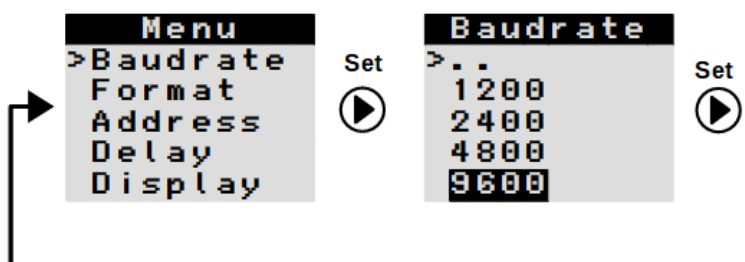 Menu
>Baudrate
Format
Address
Delay
Display
Set
Baudrate
>..
1200
2400
4800
9600
Set